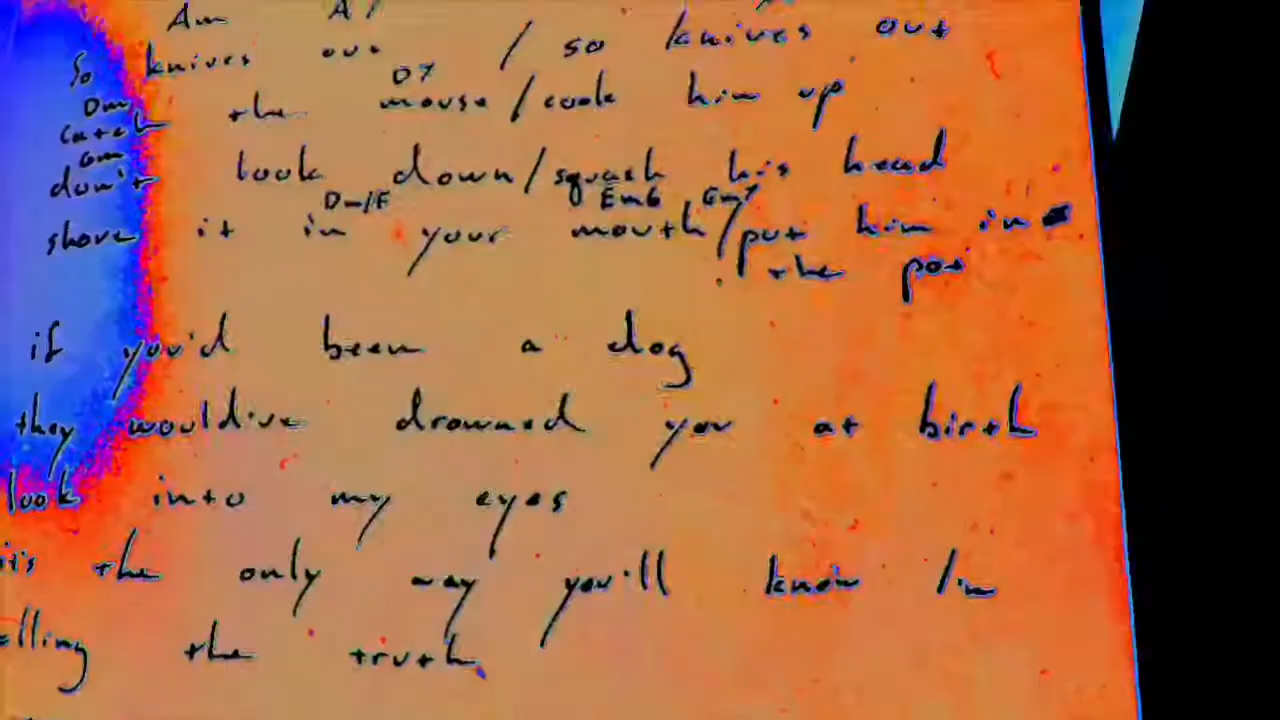 Am A7
So knives out / so knives out
Dm D7
catch the mouse / cook him up
Gm
don't look down / squash his head
Dm/F Em6 Em7
shove it in your mouth / put him in
the pot
if you'd been a dog
they would've drowned you at birth
look into my eyes
it's the only way you'll know I'm
elling the truth